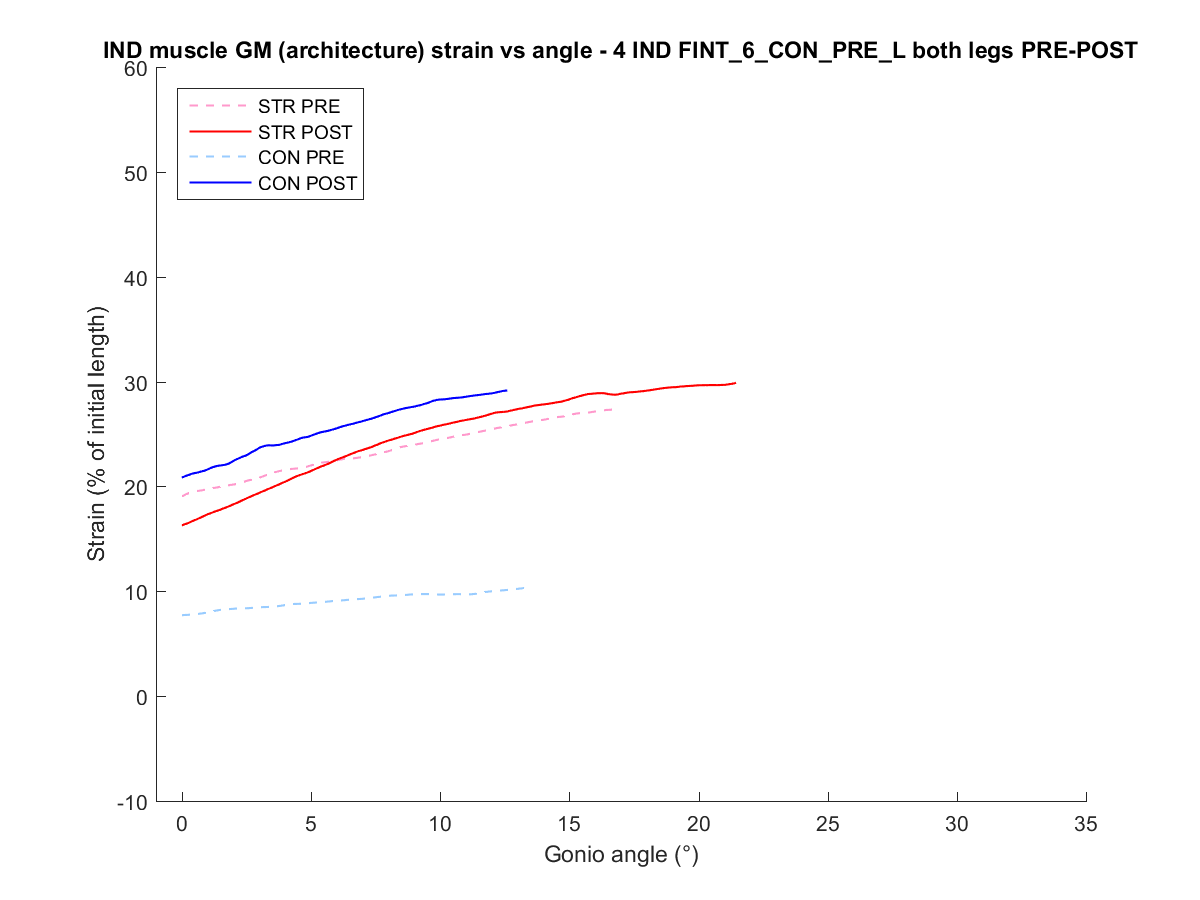 IND muscle GM (architecture) strain vs angle - 4 IND FINT_6_CON_PRE_L both legs PRE-POST
60
50
40
30
20
10
0
-10
Strain (% of initial length)
STR PRE
STR POST
CON PRE
CON POST
0 5 10 15 20 25 30 35
Gonio angle (°)